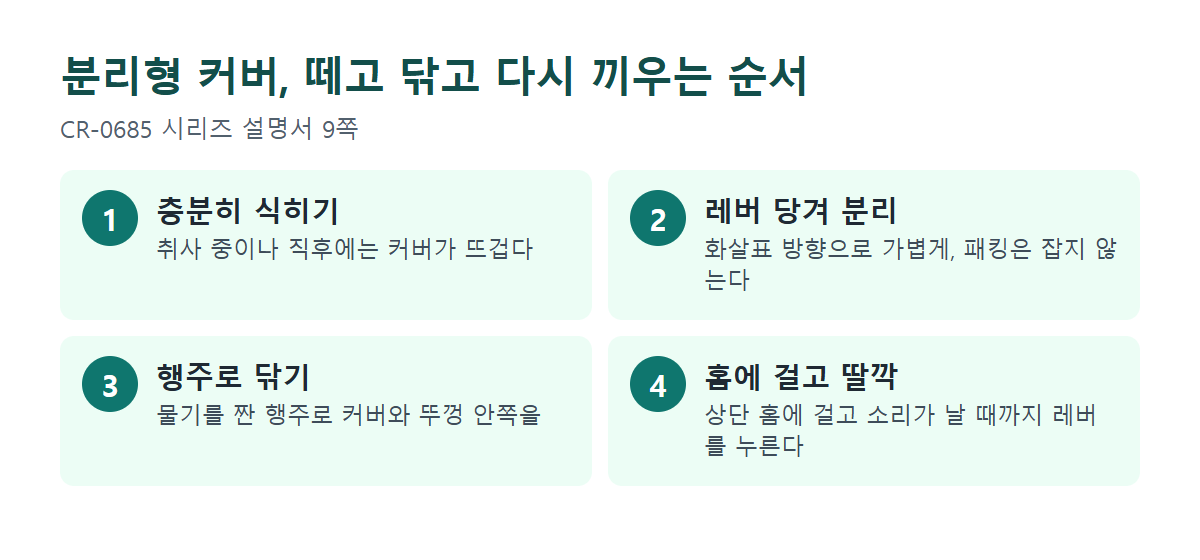 분리형 커버, 떼고 닦고 다시 끼우는 순서
CR-0685 시리즈 설명서 9쪽
1
충분히 식히기
취사 중이나 직후에는 커버가 뜨겁다
2
레버 당겨 분리
화살표 방향으로 가볍게, 패킹은 잡지 않
는다
3
행주로 닦기
물기를 짠 행주로 커버와 뚜껑 안쪽을
4
홈에 걸고 딸깍
상단 홈에 걸고 소리가 날 때까지 레버
를 누른다